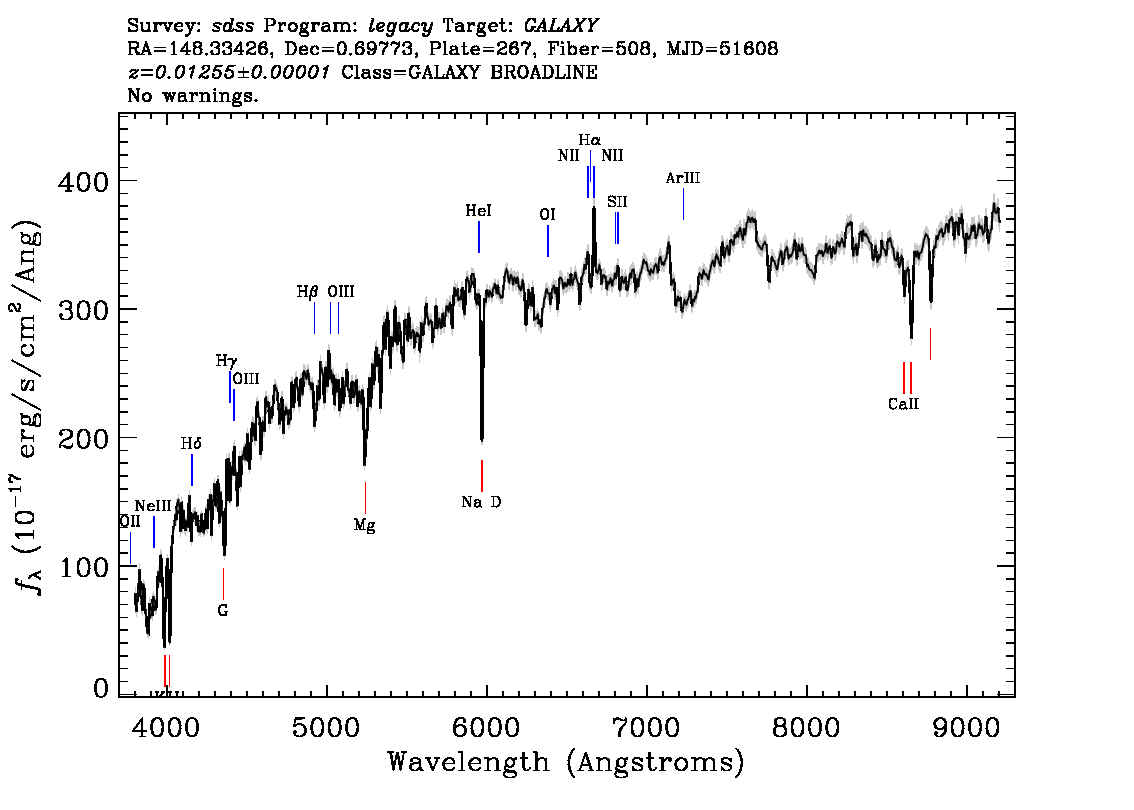 Survey: sdss Program: legacy Target: GALAXY
RA=148.33426, Dec=0.69773, Plate=267, Fiber=508, MJD=51608
z=0.01255±0.00001 Class=GALAXY BROADLINE
No warnings.
Hα
NII NII
ArIII
400
SII
HeI
OI
Hβ OIII
300
Hγ
OIII
Ca II
200
Hδ
Na D
NeIII
Mg
OII
100
G
0
4000 5000 6000 7000 8000 9000
Wavelength (Angstroms)
fλ (10−17 erg/s/cm2/Ang)